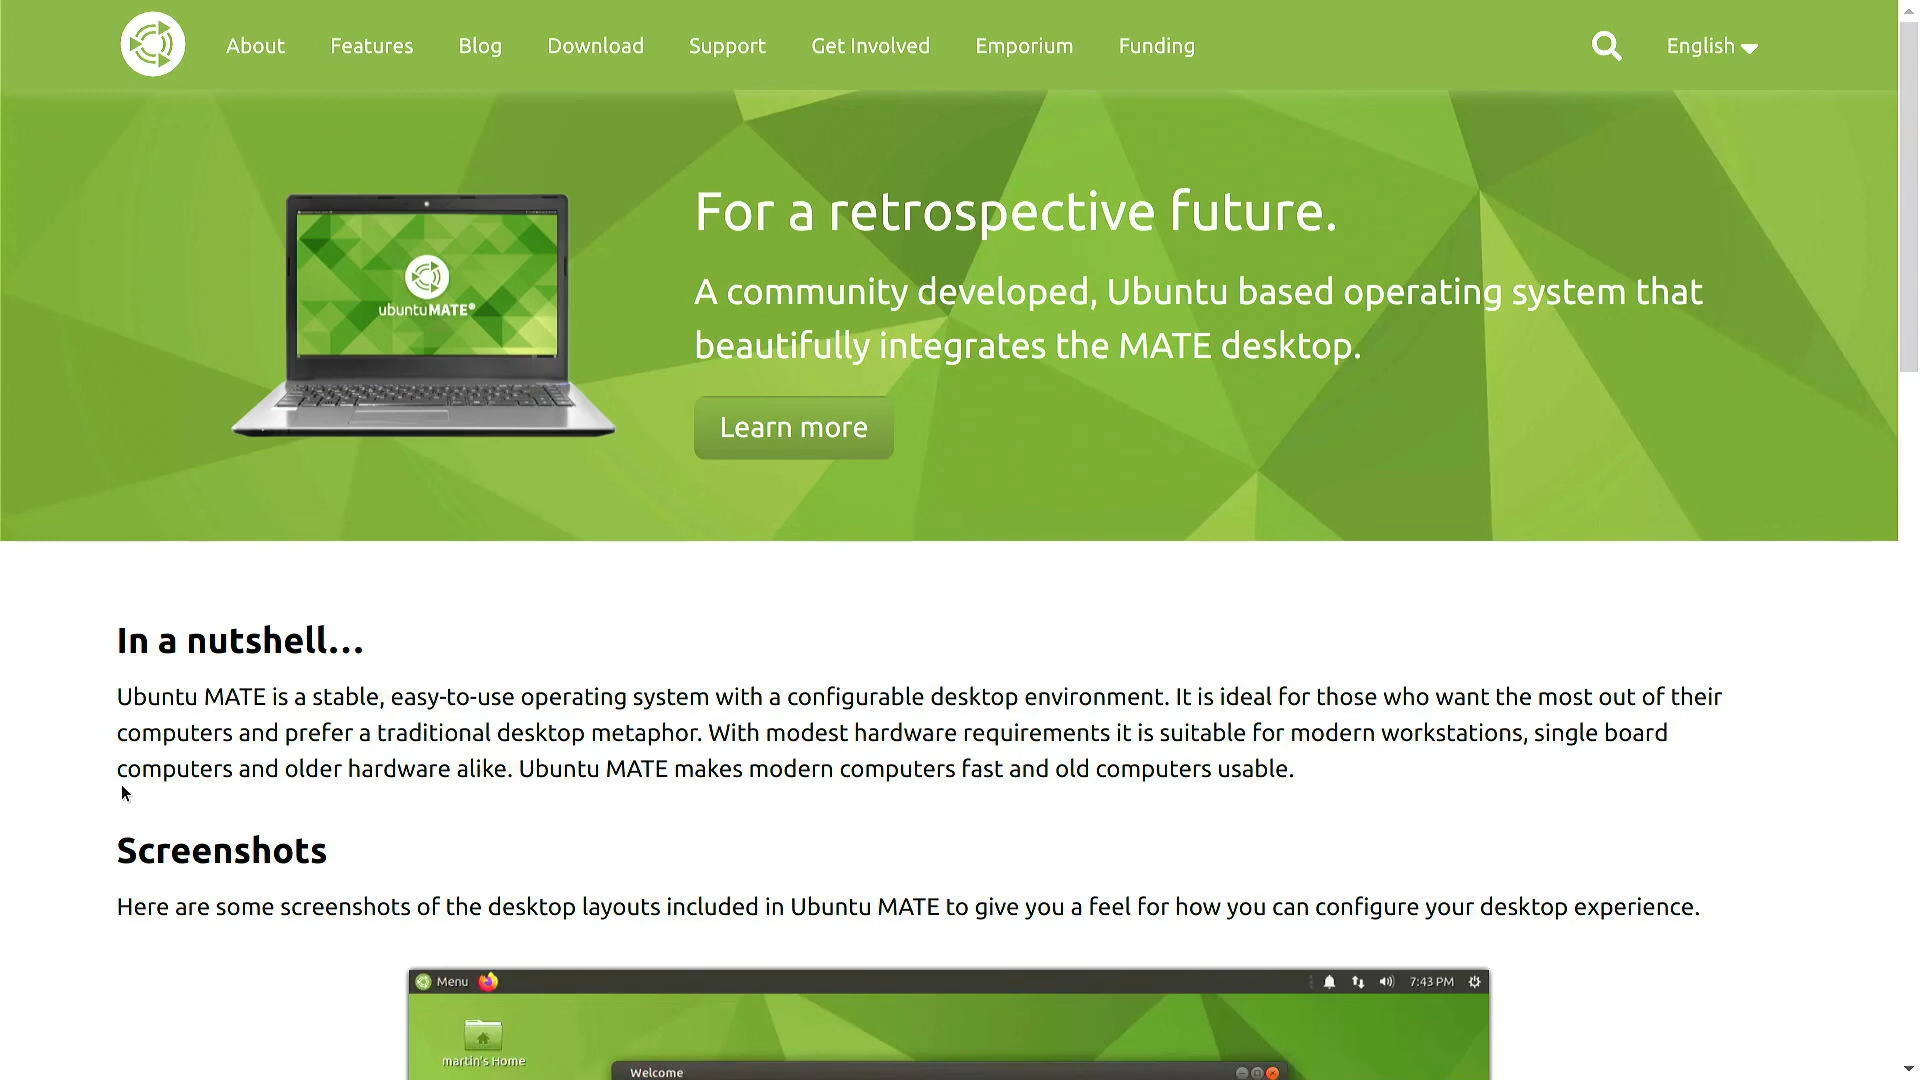 About Features Blog Download Support Get Involved Emporium Funding English
For a retrospective future.
A community developed, Ubuntu based operating system that
beautifully integrates the MATE desktop.
ubuntuMATE®
Learn more
In a nutshell…
Ubuntu MATE is a stable, easy-to-use operating system with a configurable desktop environment. It is ideal for those who want the most out of their
computers and prefer a traditional desktop metaphor. With modest hardware requirements it is suitable for modern workstations, single board
computers and older hardware alike. Ubuntu MATE makes modern computers fast and old computers usable.
Screenshots
Here are some screenshots of the desktop layouts included in Ubuntu MATE to give you a feel for how you can configure your desktop experience.
Menu 7:43 PM
martin's Home
Welcome